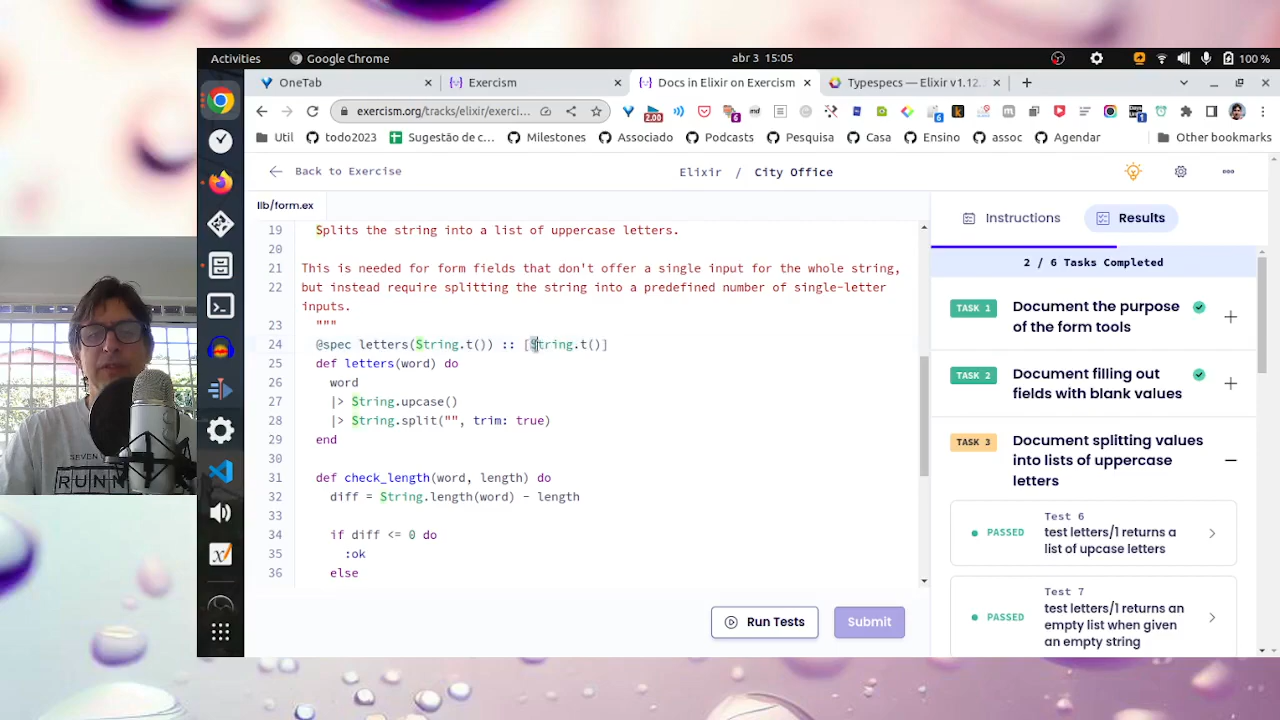 Activities
Google Chrome
abr 3 15:05
100 %
OneTab
Exercism
Docs in Elixir on Exercism
Typespecs – Elixir v1.12.
exercism.org/tracks/elixir/exerci...
2.00
Util
todo2023
Sugestão de c...
Milestones
Associado
Podcasts
Pesquisa
Casa
Ensino
assoc
Agendar
Other bookmarks
Back to Exercise
Elixir / City Office
lib/form.ex
Instructions
Results
2 / 6 Tasks Completed
19 Splits the string into a list of uppercase letters.
20
21 This is needed for form fields that don't offer a single input for the whole string,
22 but instead require splitting the string into a predefined number of single-letter
inputs.
23 """
24 @spec letters(String.t()) :: [String.t()]
25 def letters(word) do
26 word
27 |> String.upcase()
28 |> String.split("", trim: true)
29 end
30
31 def check_length(word, length) do
32 diff = String.length(word) - length
33
34 if diff <= 0 do
35 :ok
36 else
TASK 1
Document the purpose
of the form tools
TASK 2
Document filling out
fields with blank values
TASK 3
Document splitting values
into lists of uppercase
letters
PASSED
Test 6
test letters/1 returns a
list of upcase letters
PASSED
Test 7
test letters/1 returns an
empty list when given
an empty string
Run Tests
Submit
SEVEN
RUNN